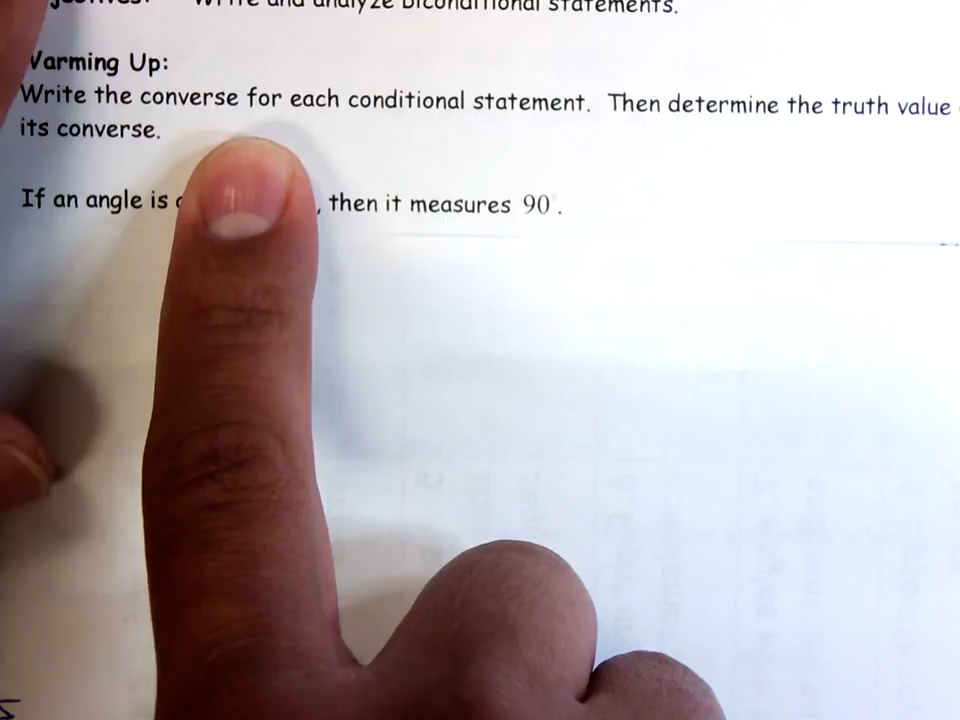 Write and analyze biconditional statements.
Warming Up:
Write the converse for each conditional statement. Then determine the truth value
its converse.
If an angle is , then it measures 90°.